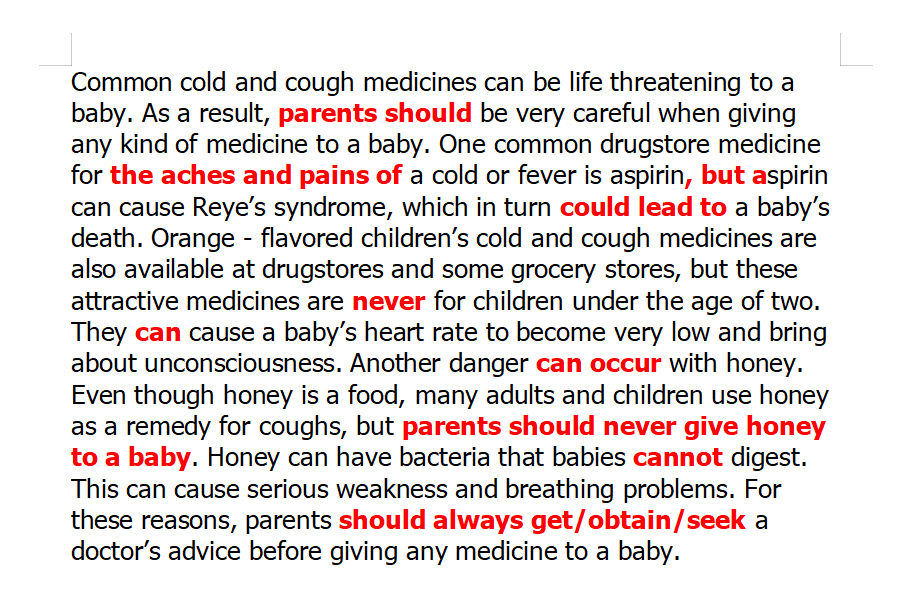 Common cold and cough medicines can be life threatening to a
baby. As a result, parents should be very careful when giving
any kind of medicine to a baby. One common drugstore medicine
for the aches and pains of a cold or fever is aspirin, but aspirin
can cause Reye’s syndrome, which in turn could lead to a baby’s
death. Orange - flavored children’s cold and cough medicines are
also available at drugstores and some grocery stores, but these
attractive medicines are never for children under the age of two.
They can cause a baby’s heart rate to become very low and bring
about unconsciousness. Another danger can occur with honey.
Even though honey is a food, many adults and children use honey
as a remedy for coughs, but parents should never give honey
to a baby. Honey can have bacteria that babies cannot digest.
This can cause serious weakness and breathing problems. For
these reasons, parents should always get/obtain/seek a
doctor’s advice before giving any medicine to a baby.